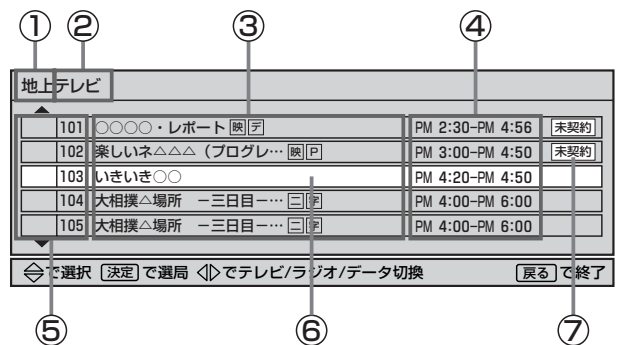 ① ② ③ ④
地上テレビ
101 ○○○○・レポート 映 デ PM 2:30-PM 4:56 未契約
102 楽しいネ△△△（プログレ… 映 P PM 3:00-PM 4:50 未契約
103 いきいき○○ PM 4:20-PM 4:50
104 大相撲△場所 −三日目−… 二 字 PM 4:00-PM 6:00
105 大相撲△場所 −三日目−… 二 字 PM 4:00-PM 6:00
で選択 決定 で選局 でテレビ/ラジオ/データ切換 戻る で終了
⑤ ⑥ ⑦